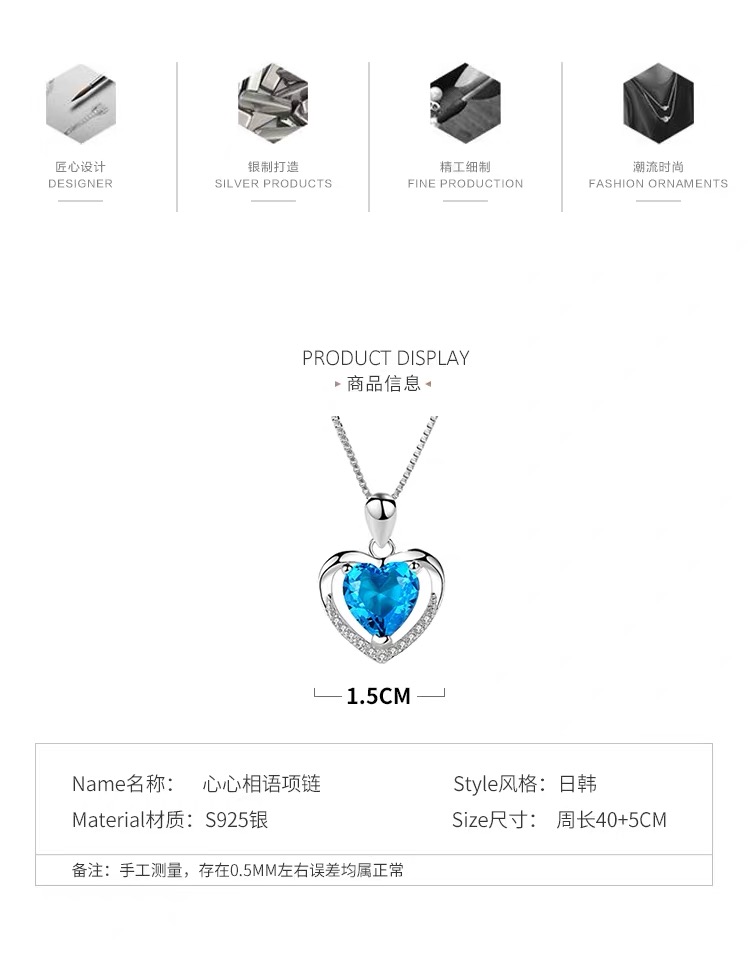 匠心设计
DESIGNER
银制打造
SILVER PRODUCTS
精工细制
FINE PRODUCTION
潮流时尚
FASHION ORNAMENTS
PRODUCT DISPLAY
商品信息
1.5CM
Name名称： 心心相语项链
Style风格：日韩
Material材质：S925银
Size尺寸： 周长40+5CM
备注：手工测量，存在0.5MM左右误差均属正常